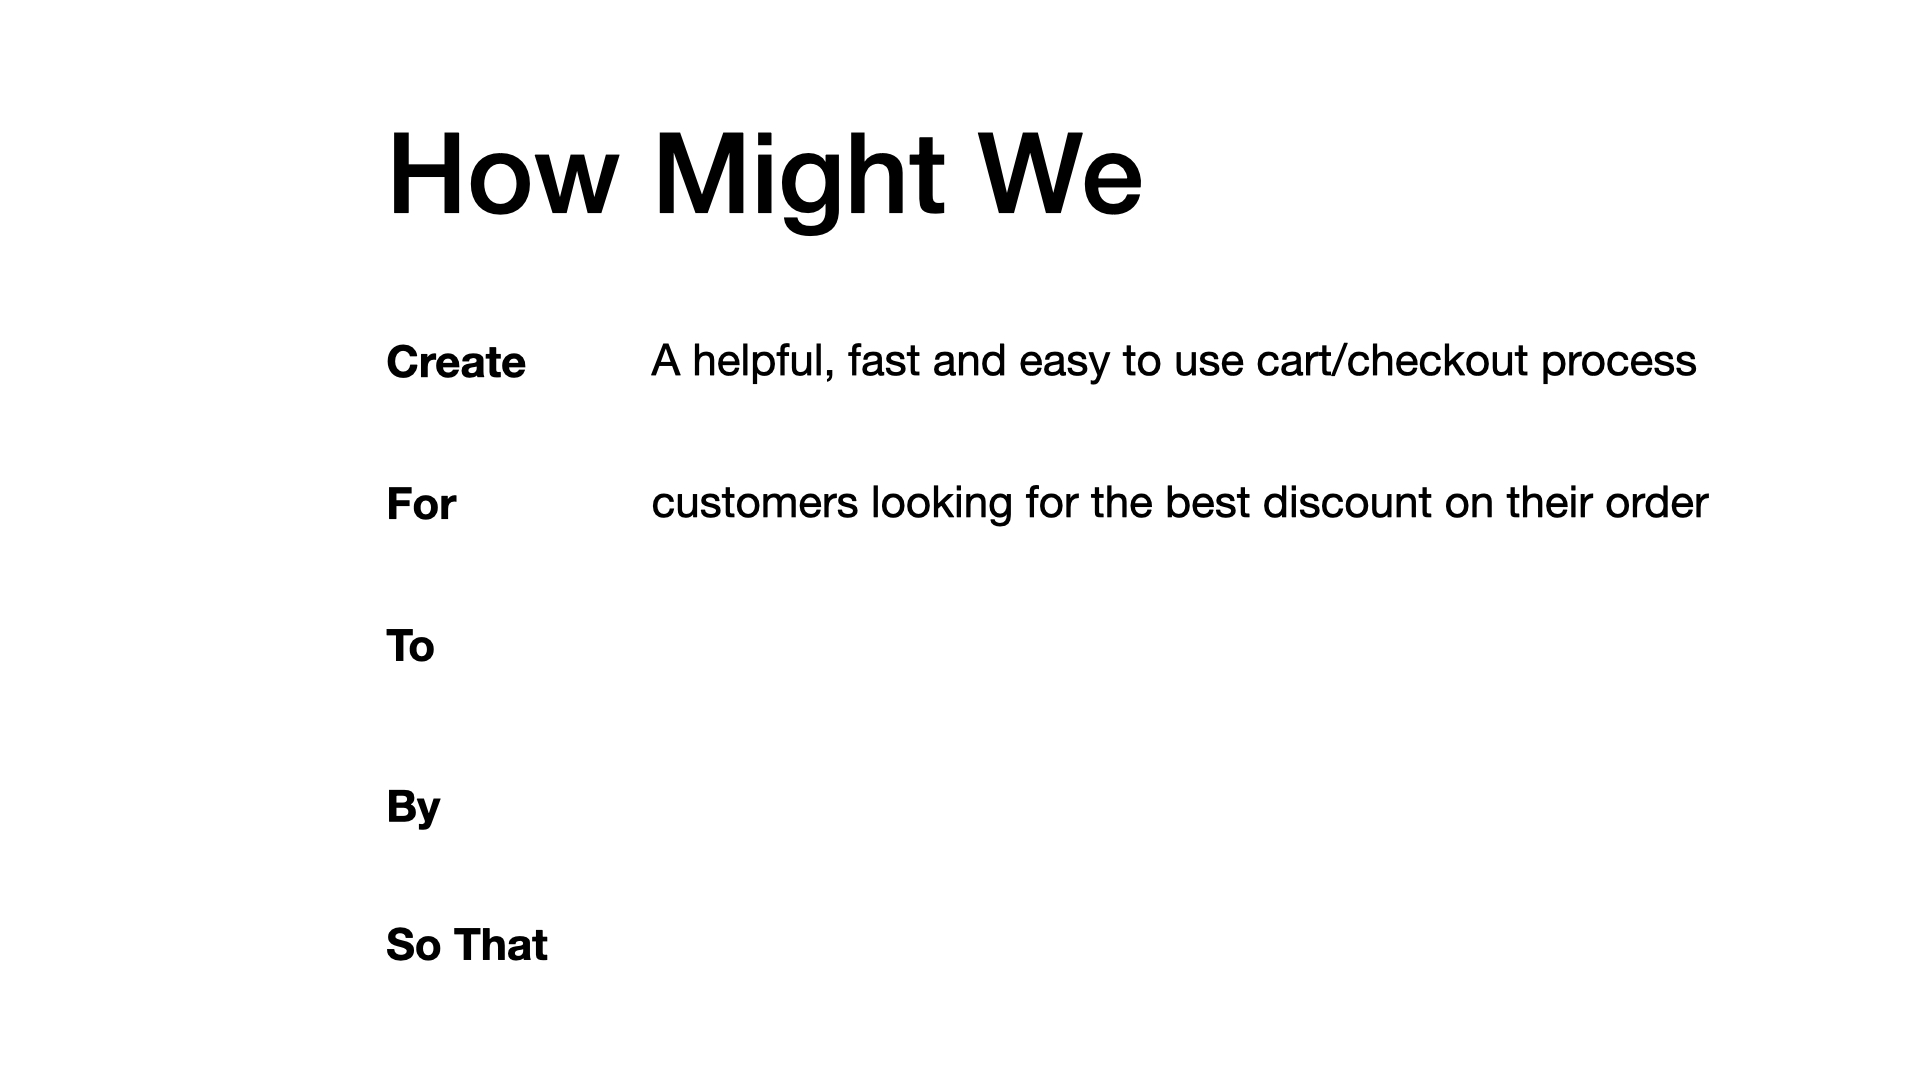 How Might We
Create A helpful, fast and easy to use cart/checkout process
For customers looking for the best discount on their order
To
By
So That